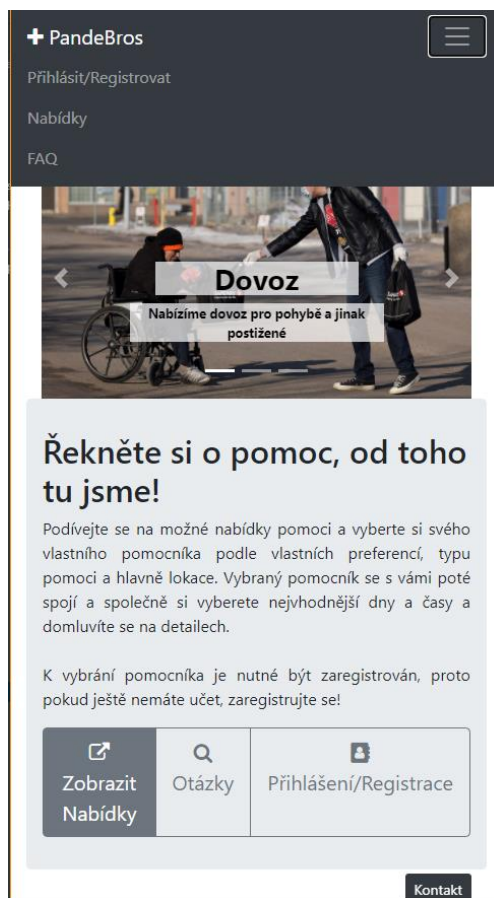 PandeBros
Přihlásit/Registrovat
Nabídky
FAQ
Dovoz
Nabízíme dovoz pro pohybě a jinak
postižené
Řekněte si o pomoc, od toho
tu jsme!
Podívejte se na možné nabídky pomoci a vyberte si svého
vlastního pomocníka podle vlastních preferencí, typu
pomoci a hlavně lokace. Vybraný pomocník se s vámi poté
spojí a společně si vyberete nejvhodnější dny a časy a
domluvíte se na detailech.
K vybrání pomocníka je nutné být zaregistrován, proto
pokud ještě nemáte učet, zaregistrujte se!
Zobrazit
Nabídky
Otázky
Přihlášení/Registrace
Kontakt